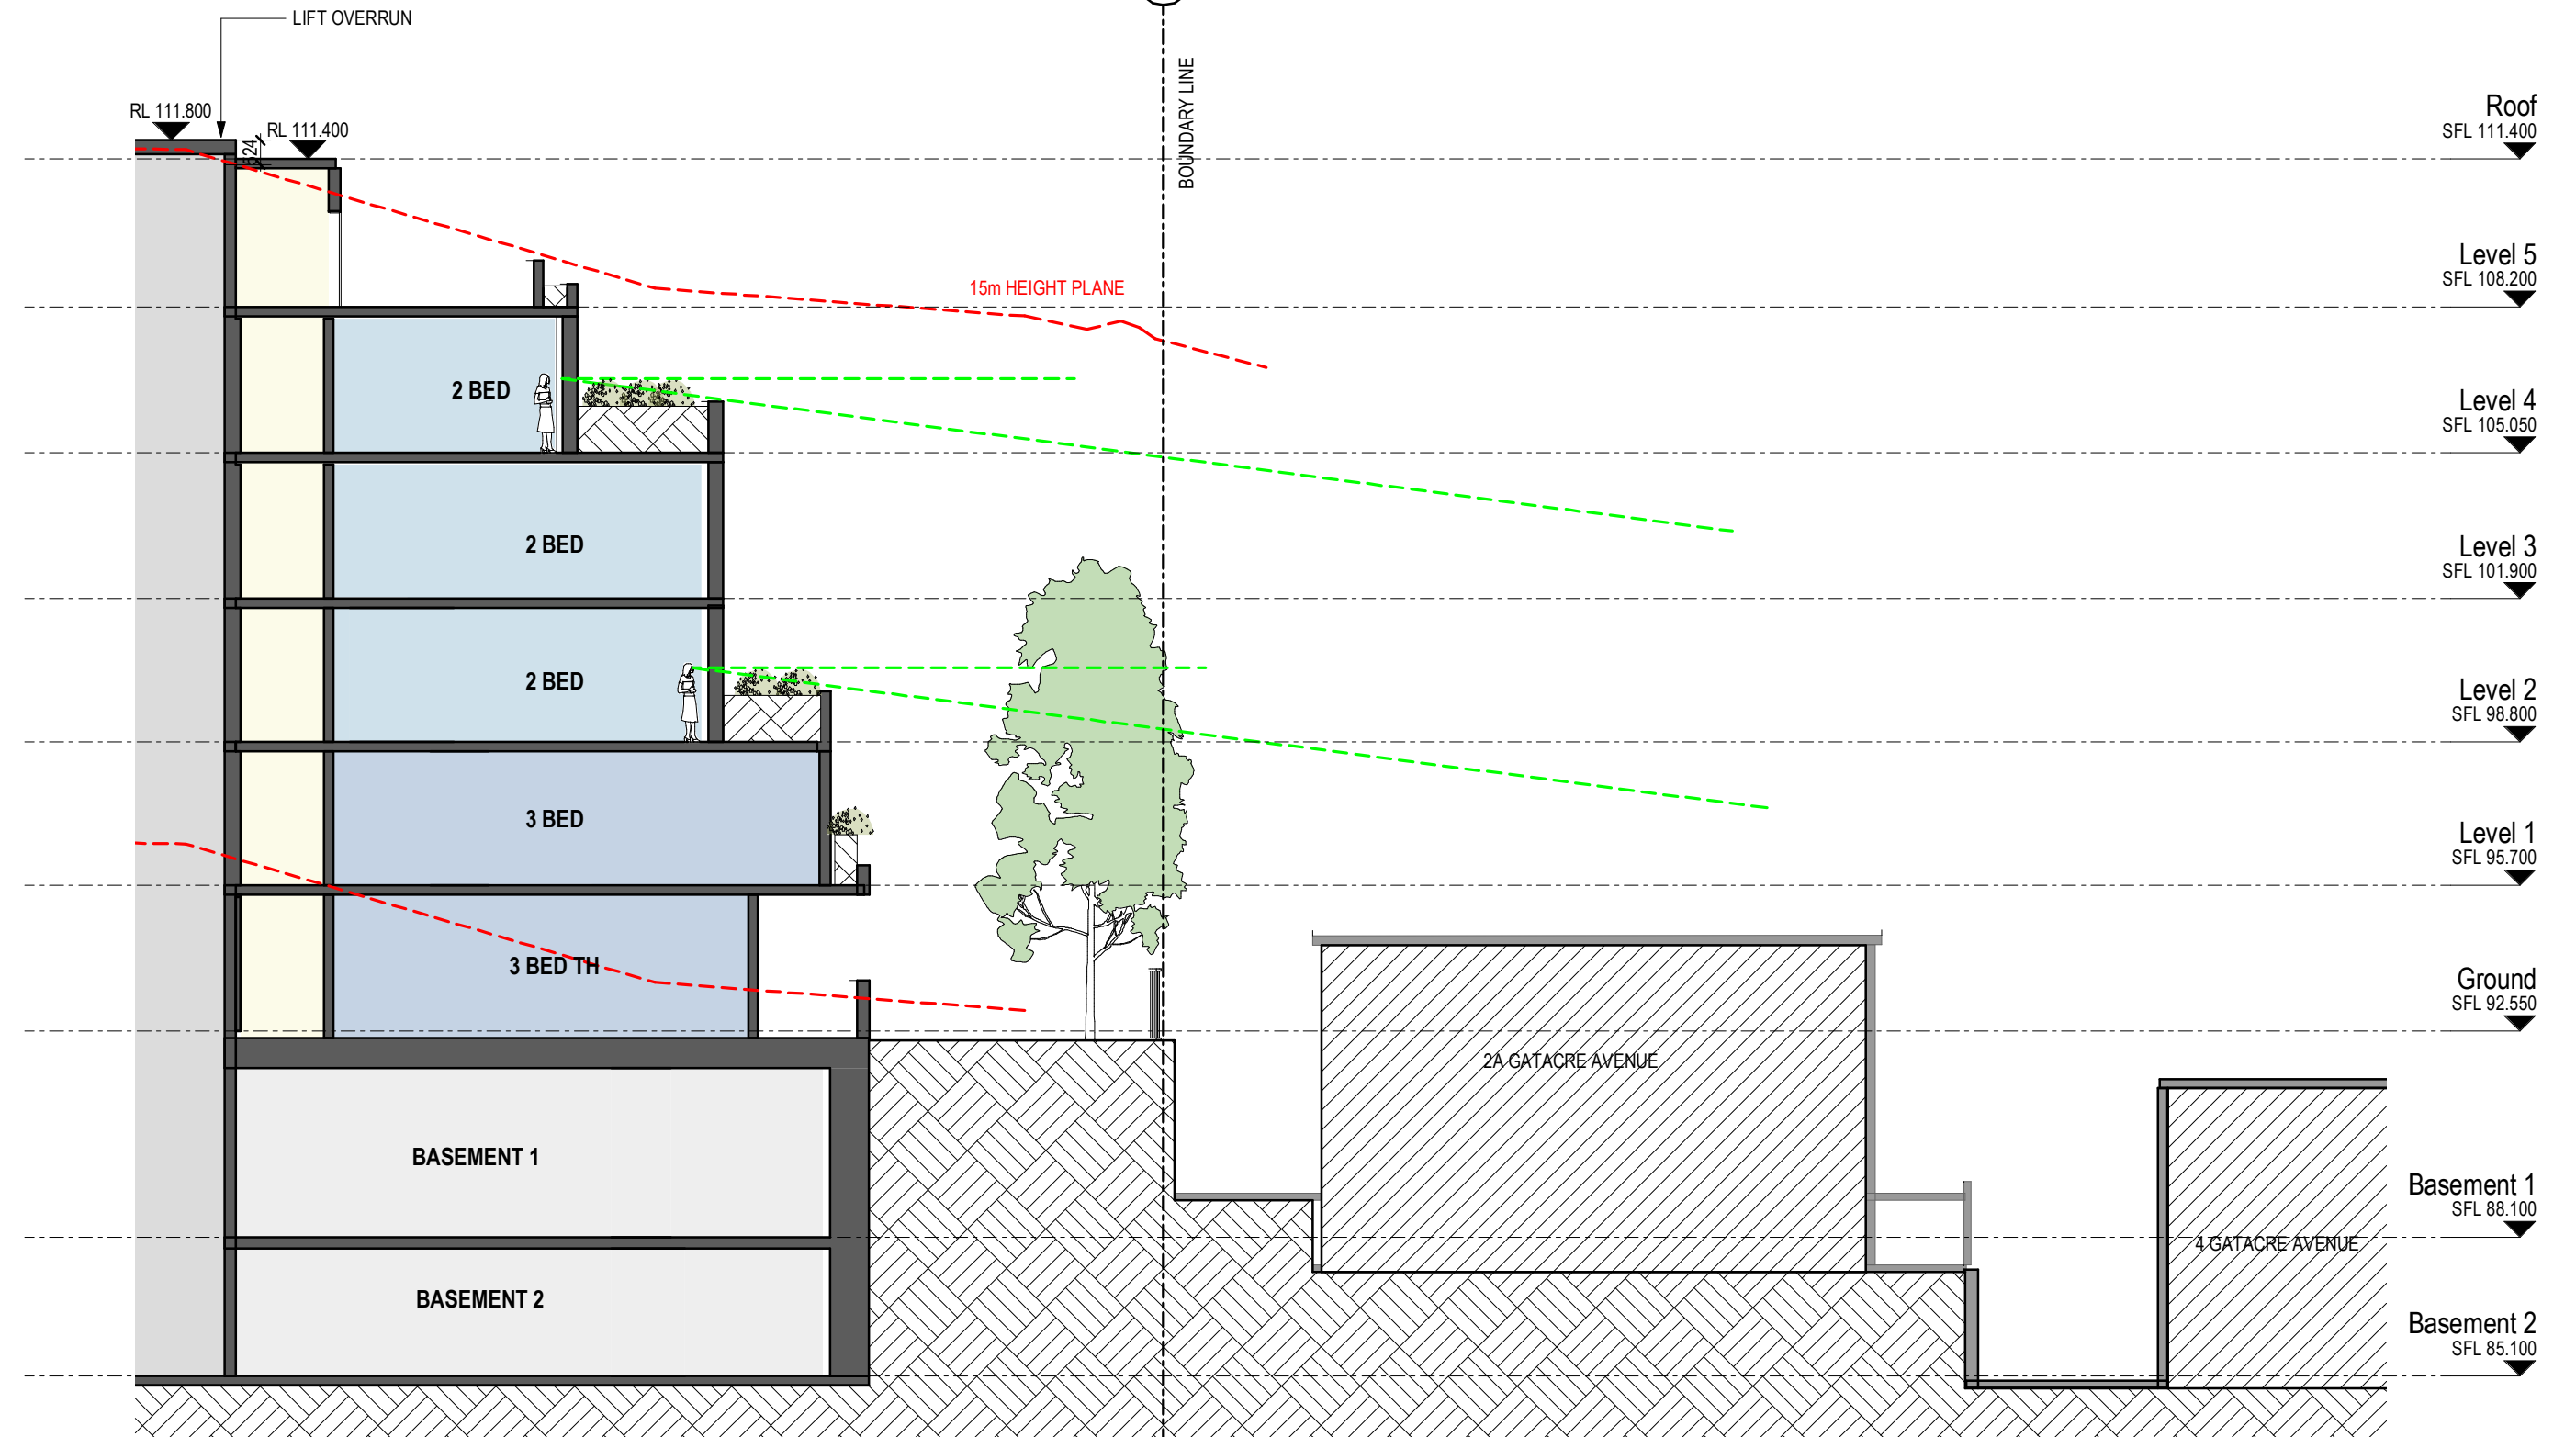 LIFT OVERRUN
RL 111.800
RL 111.400
BOUNDARY LINE
15m HEIGHT PLANE
Roof
SFL 111.400
Level 5
SFL 108.200
2 BED
Level 4
SFL 105.050
2 BED
Level 3
SFL 101.900
2 BED
Level 2
SFL 98.800
3 BED
Level 1
SFL 95.700
3 BED TH
Ground
SFL 92.550
2A GATACRE AVENUE
BASEMENT 1
Basement 1
SFL 88.100
4 GATACRE AVENUE
BASEMENT 2
Basement 2
SFL 85.100